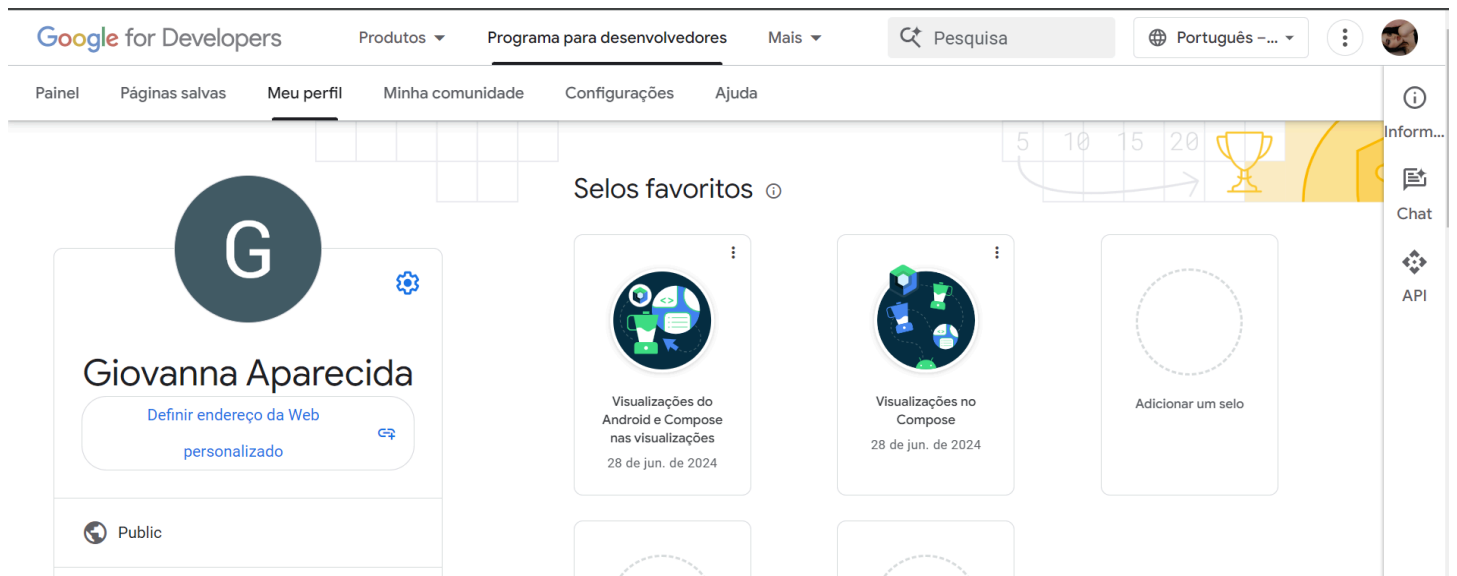 Google for Developers Produtos Programa para desenvolvedores Mais Pesquisa Português –...
Painel Páginas salvas Meu perfil Minha comunidade Configurações Ajuda
Inform...
Chat
API
5 10 15 20
Selos favoritos
G
Giovanna Aparecida
Definir endereço da Web
personalizado
Public
Visualizações do
Android e Compose
nas visualizações
28 de jun. de 2024
Visualizações no
Compose
28 de jun. de 2024
Adicionar um selo